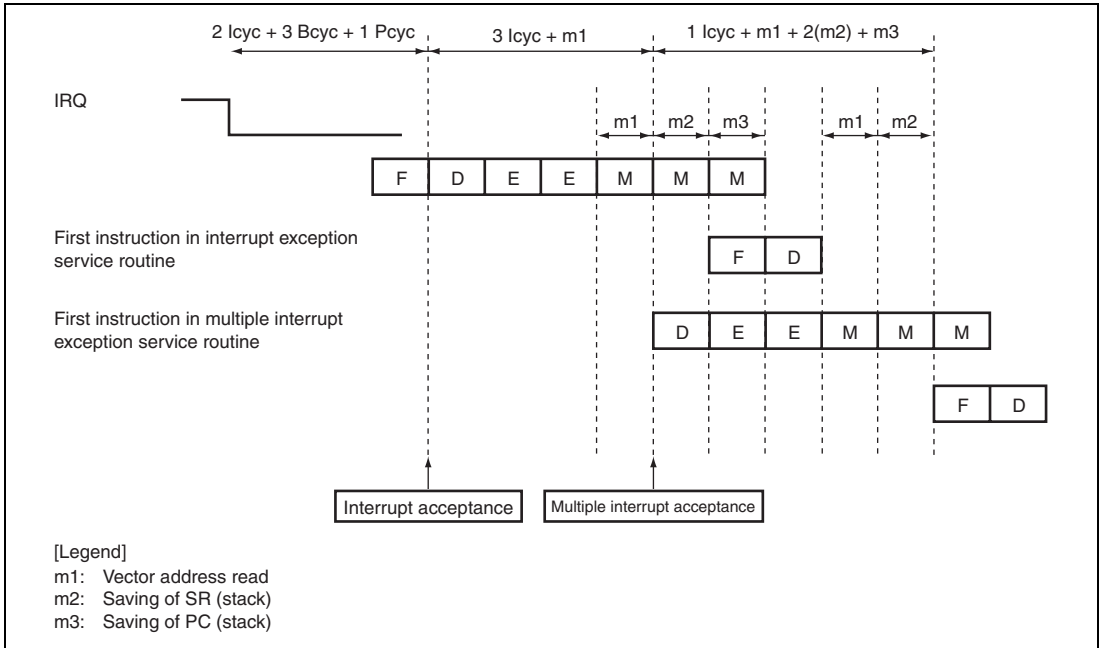 2 Icyc + 3 Bcyc + 1 Pcyc 3 Icyc + m1 1 Icyc + m1 + 2(m2) + m3
IRQ
m1 m2 m3 m1 m2
F D E E M M M
First instruction in interrupt exception
service routine
F D
First instruction in multiple interrupt
exception service routine
D E E M M M
F D
Interrupt acceptance Multiple interrupt acceptance
[Legend]
m1: Vector address read
m2: Saving of SR (stack)
m3: Saving of PC (stack)